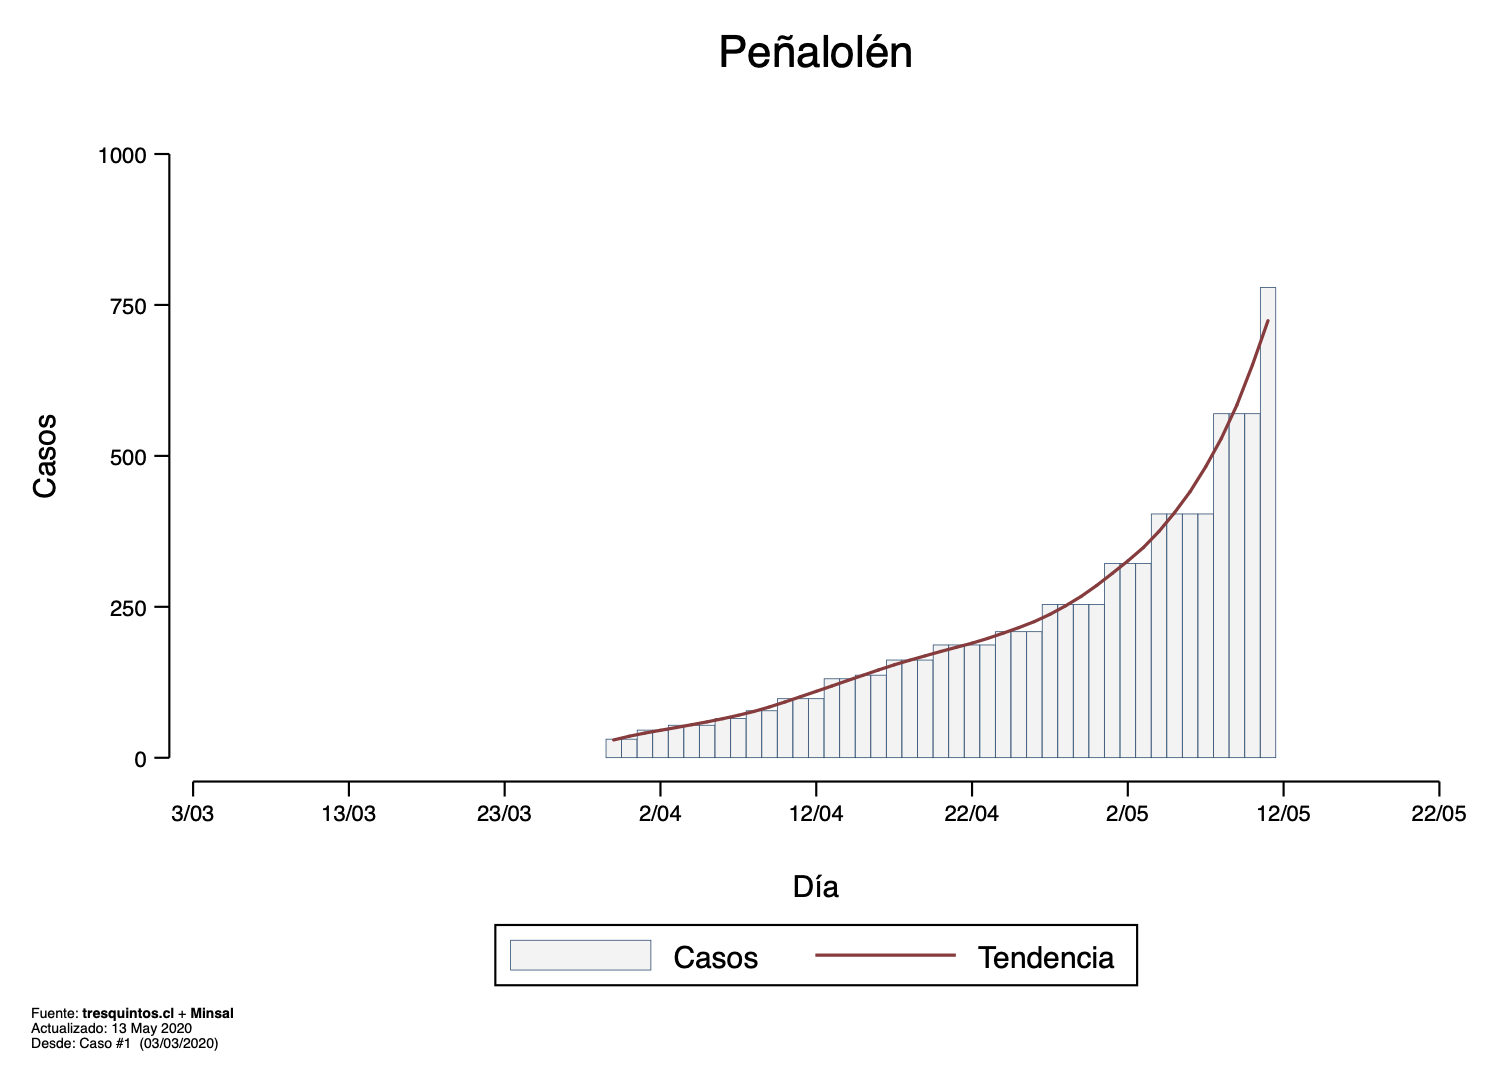 Peñalolén
1000
750
500
250
0
Casos
3/03 13/03 23/03 2/04 12/04 22/04 2/05 12/05 22/05
Día
Casos Tendencia
Fuente: tresquintos.cl + Minsal
Actualizado: 13 May 2020
Desde: Caso #1 (03/03/2020)